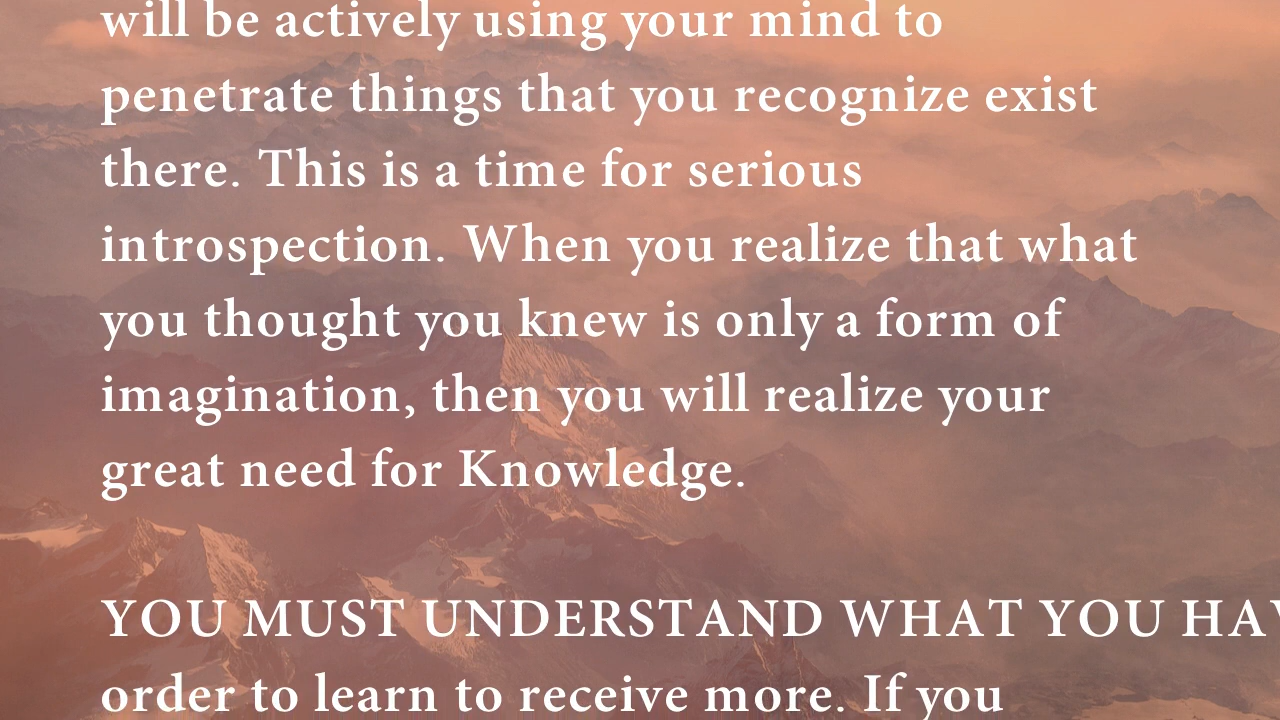 will be actively using your mind to
penetrate things that you recognize exist
there. This is a time for serious
introspection. When you realize that what
you thought you knew is only a form of
imagination, then you will realize your
great need for Knowledge.
YOU MUST UNDERSTAND WHAT YOU
order to learn to receive more. If you